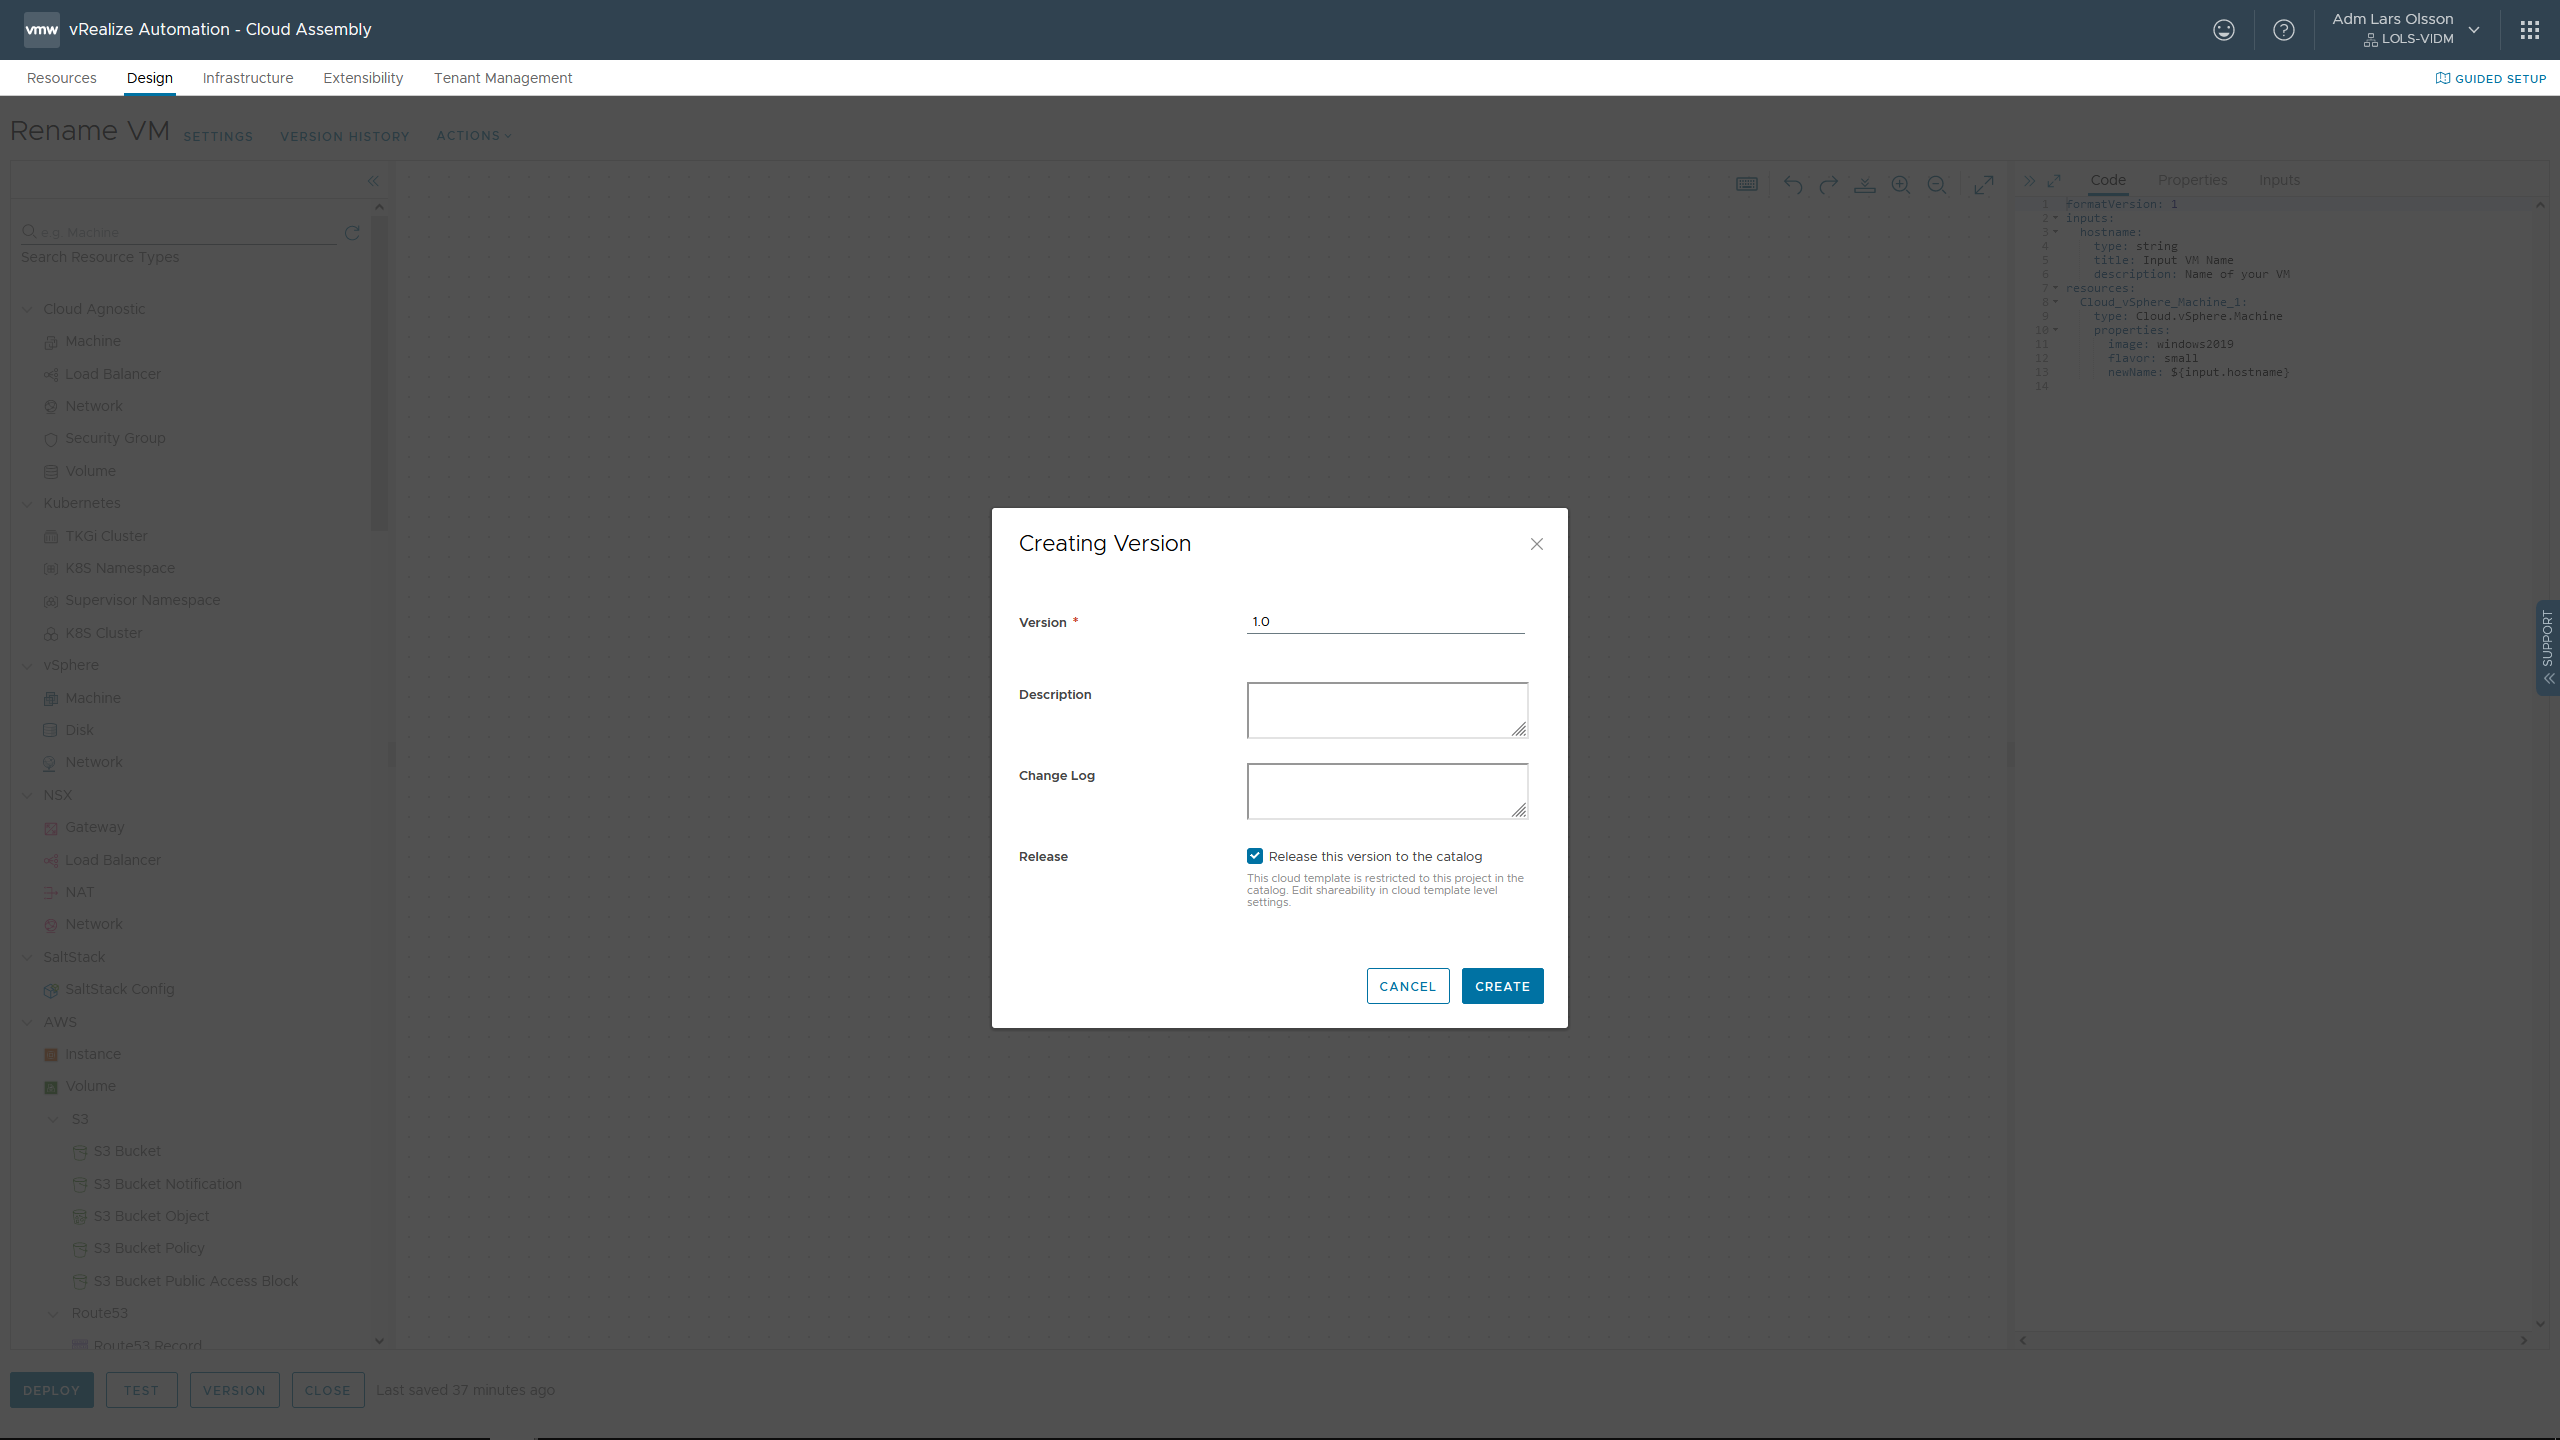 vmw vRealize Automation - Cloud Assembly
Adm Lars Olsson
LOLS-VIDM
Resources Design Infrastructure Extensibility Tenant Management
GUIDED SETUP
Rename VM SETTINGS VERSION HISTORY ACTIONS
e.g. Machine
Search Resource Types
Cloud Agnostic
Machine
Load Balancer
Network
Security Group
Volume
Kubernetes
TKGi Cluster
K8S Namespace
Supervisor Namespace
K8S Cluster
vSphere
Machine
Disk
Network
NSX
Gateway
Load Balancer
NAT
Network
SaltStack
SaltStack Config
AWS
Instance
Volume
S3
S3 Bucket
S3 Bucket Notification
S3 Bucket Object
S3 Bucket Policy
S3 Bucket Public Access Block
Route53
Route53 Record
Code Properties Inputs
1 formatVersion: 1
2 inputs:
3 hostname:
4 type: string
5 title: Input VM Name
6 description: Name of your VM
7 resources:
8 Cloud_vSphere_Machine_1:
9 type: Cloud.vSphere.Machine
10 properties:
11 image: windows2019
12 flavor: small
13 newName: ${input.hostname}
14
SUPPORT
Creating Version
Version * 1.0
Description
Change Log
Release Release this version to the catalog
This cloud template is restricted to this project in the
catalog. Edit shareability in cloud template level
settings.
CANCEL CREATE
DEPLOY TEST VERSION CLOSE Last saved 37 minutes ago